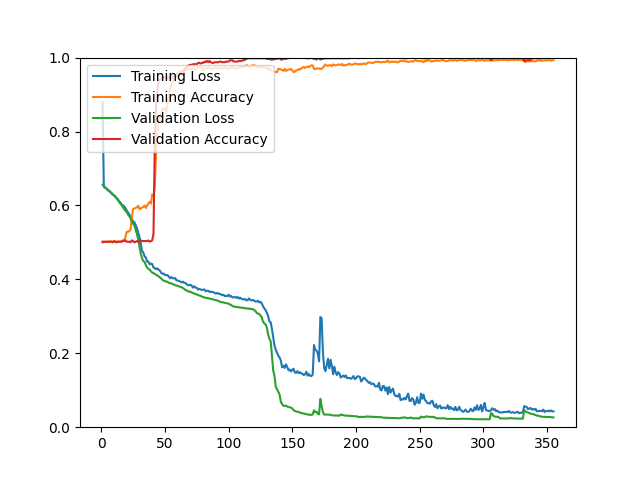 1.0
0.8
0.6
0.4
0.2
0.0
Training Loss
Training Accuracy
Validation Loss
Validation Accuracy
0 50 100 150 200 250 300 350